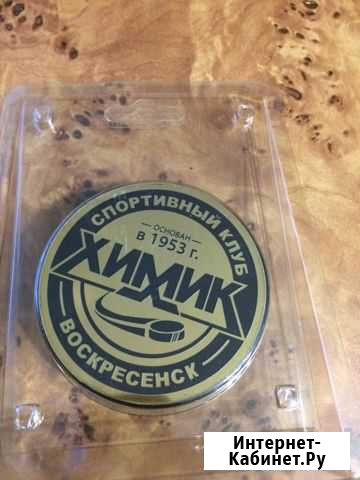 СПОРТИВНЫЙ КЛУБ
ОСНОВАН
в 1953 г.
ХИМИК
ВОСКРЕСЕНСК
Интернет-
Кабинет.Ру